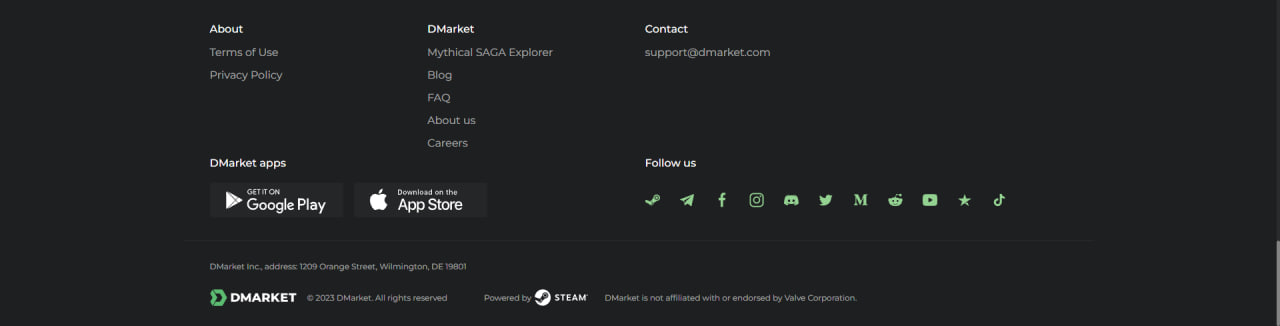 About
Terms of Use
Privacy Policy
DMarket
Mythical SAGA Explorer
Blog
FAQ
About us
Careers
Contact
support@dmarket.com
DMarket apps
GET IT ON
Google Play
Download on the
App Store
Follow us
DMarket Inc., address: 1209 Orange Street, Wilmington, DE 19801
DMARKET © 2023 DMarket. All rights reserved Powered by STEAM® DMarket is not affiliated with or endorsed by Valve Corporation.